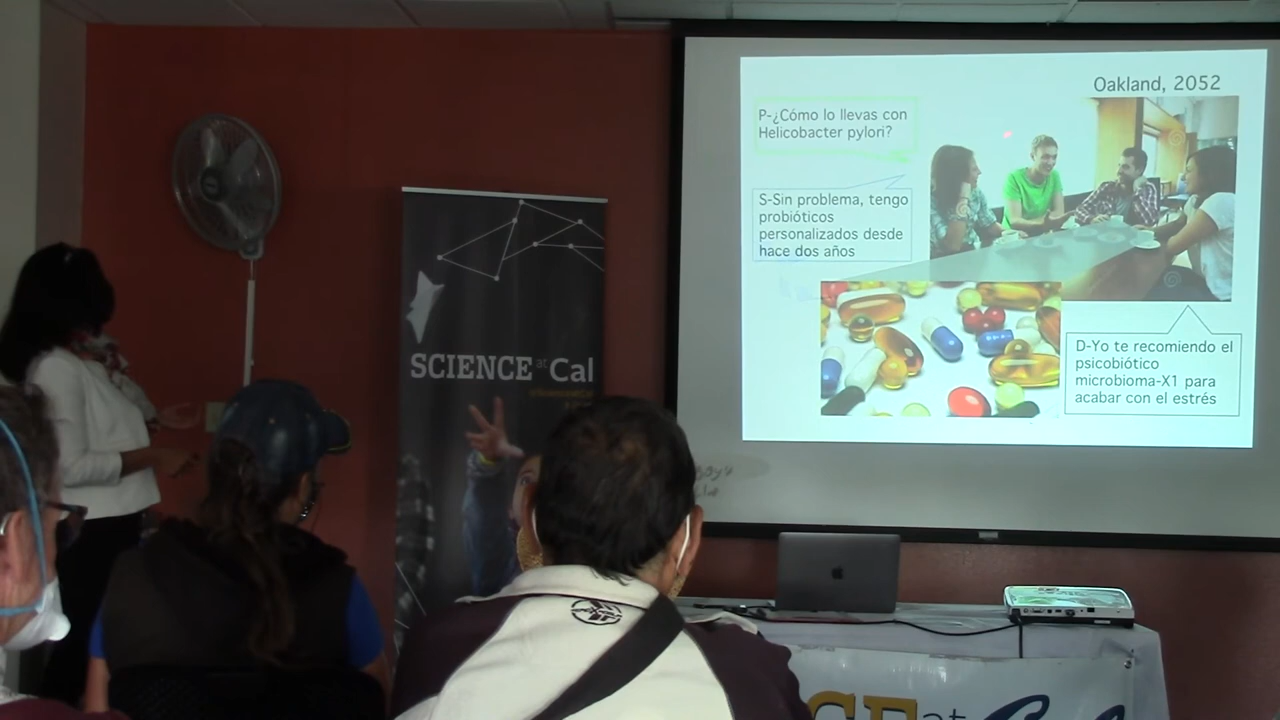 Oakland, 2052
P-¿Cómo lo llevas con
Helicobacter pylori?
S-Sin problema, tengo
probióticos
personalizados desde
hace dos años
D-Yo te recomiendo el
psicobiótico
microbioma-X1 para
acabar con el estrés
SCIENCE at Cal
at